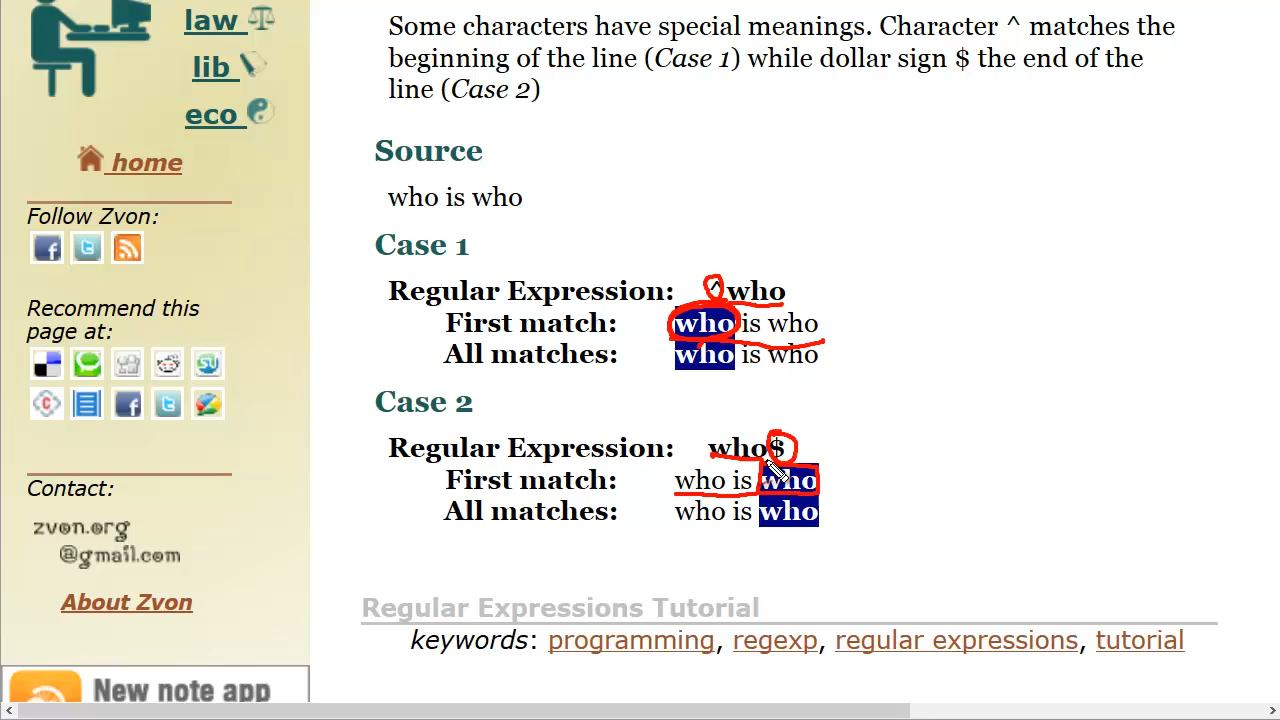 law
lib
eco
home
Follow Zvon:
Recommend this
page at:
Contact:
zvon.org
@gmail.com
About Zvon
New note app
Some characters have special meanings. Character ^ matches the
beginning of the line (Case 1) while dollar sign $ the end of the
line (Case 2)
Source
who is who
Case 1
Regular Expression: ^who
First match: who is who
All matches: who is who
Case 2
Regular Expression: who$
First match: who is who
All matches: who is who
Regular Expressions Tutorial
keywords: programming, regexp, regular expressions, tutorial